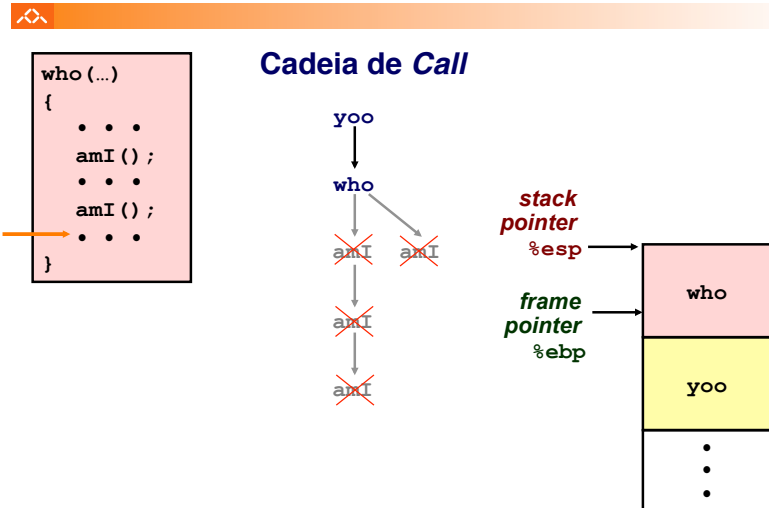 Cadeia de Call
who(…)
{
• • •
amI();
• • •
amI();
• • •
}
yoo
who
amI amI
amI
amI
stack
pointer
%esp
frame
pointer
%ebp
who
yoo
•
•
•